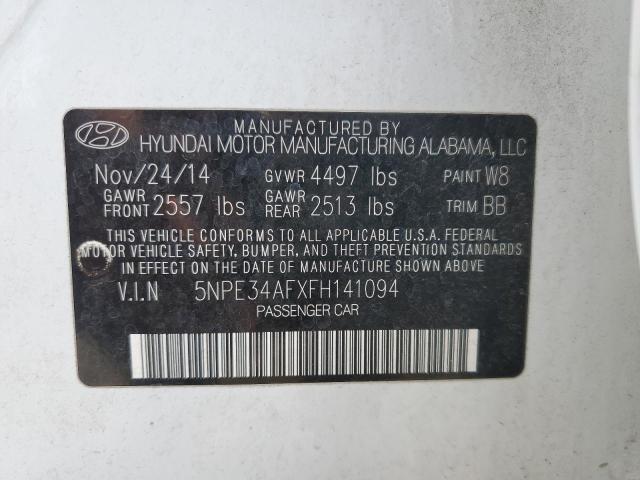 MANUFACTURED BY
HYUNDAI MOTOR MANUFACTURING ALABAMA, LLC
Nov/24/14 GVWR 4497 lbs PAINT W8
GAWR FRONT 2557 lbs GAWR REAR 2513 lbs TRIM BB
THIS VEHICLE CONFORMS TO ALL APPLICABLE U.S.A. FEDERAL
MOTOR VEHICLE SAFETY, BUMPER, AND THEFT PREVENTION STANDARDS
IN EFFECT ON THE DATE OF MANUFACTURE SHOWN ABOVE.
V.I.N 5NPE34AFXFH141094
PASSENGER CAR